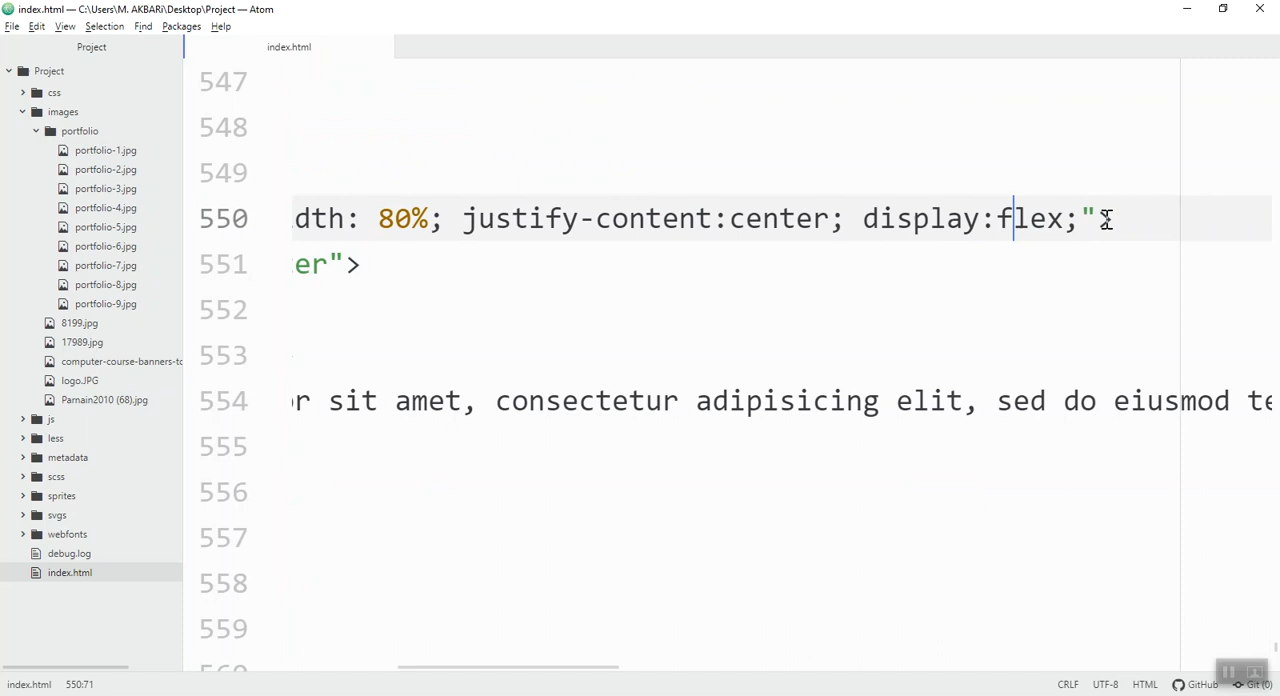 index.html — C:\Users\M. AKBARi\Desktop\Project — Atom
File Edit View Selection Find Packages Help
Project
index.html
Project
css
images
portfolio
portfolio-1.jpg
portfolio-2.jpg
portfolio-3.jpg
portfolio-4.jpg
portfolio-5.jpg
portfolio-6.jpg
portfolio-7.jpg
portfolio-8.jpg
portfolio-9.jpg
8199.jpg
17989.jpg
computer-course-banners-to
logo.JPG
Parnain2010 (68).jpg
js
less
metadata
scss
sprites
svgs
webfonts
debug.log
index.html
547
548
549
550 dth: 80%; justify-content:center; display:flex;"
551 er">
552
553
554 r sit amet, consectetur adipisicing elit, sed do eiusmod te
555
556
557
558
559
560
index.html 550:71 CRLF UTF-8 HTML GitHub Git (0)